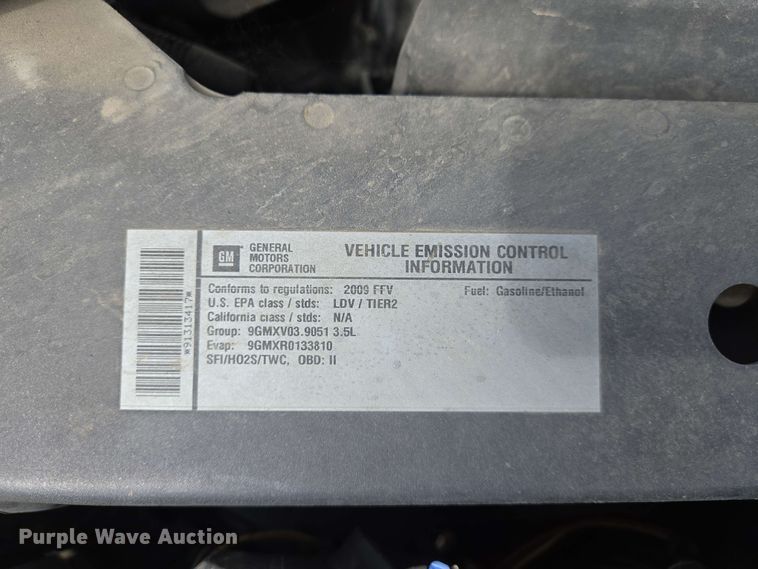 GM
GENERAL MOTORS CORPORATION
VEHICLE EMISSION CONTROL INFORMATION
Conforms to regulations: 2009 FFV Fuel: Gasoline/Ethanol
U.S. EPA class / stds: LDV / TIER2
California class / stds: N/A
Group: 9GMXV03.9051 3.5L
Evap: 9GMXR0133810
SFI/HO2S/TWC, OBD: II
*91313417*
Purple Wave Auction